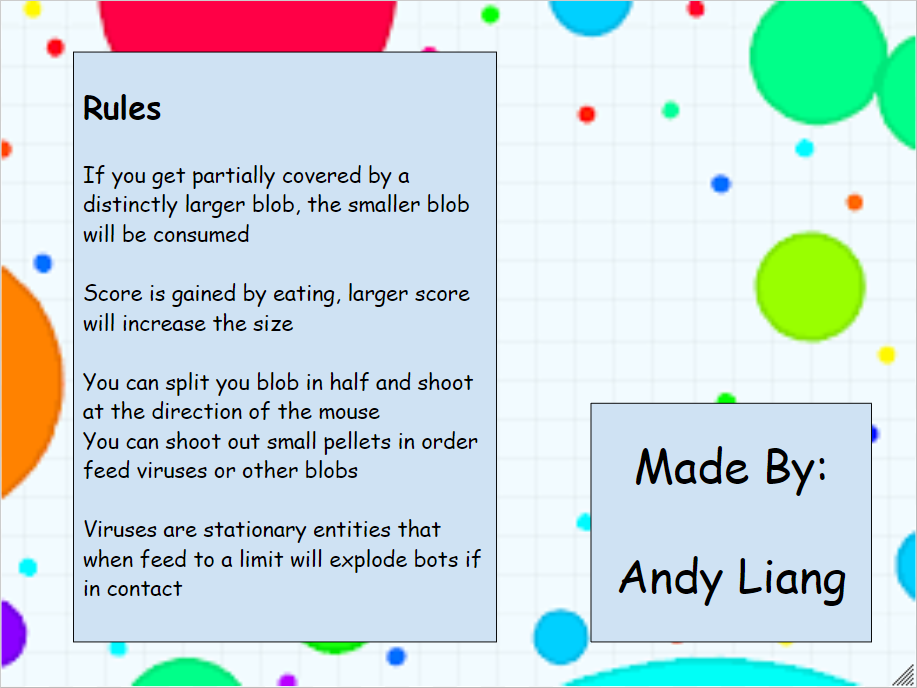 Rules
If you get partially covered by a
distinctly larger blob, the smaller blob
will be consumed
Score is gained by eating, larger score
will increase the size
You can split you blob in half and shoot
at the direction of the mouse
You can shoot out small pellets in order
feed viruses or other blobs
Viruses are stationary entities that
when feed to a limit will explode bots if
in contact
Made By:
Andy Liang